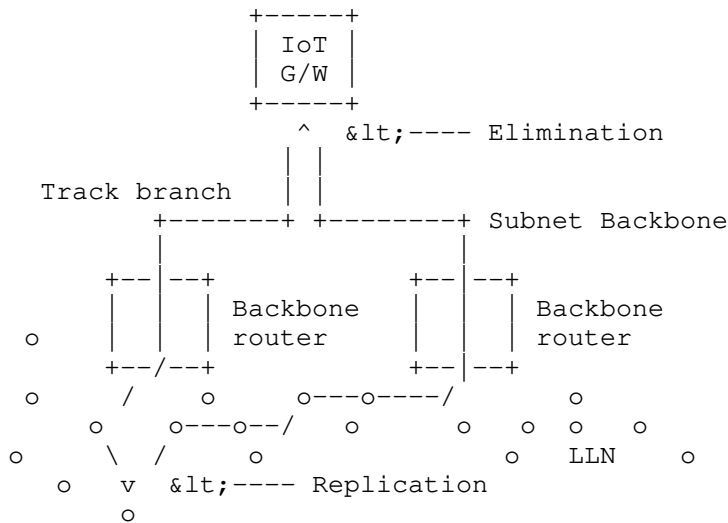 IoT
G/W
&lt;---- Elimination
Track branch
Subnet Backbone
Backbone Backbone
router router
LLN
&lt;---- Replication